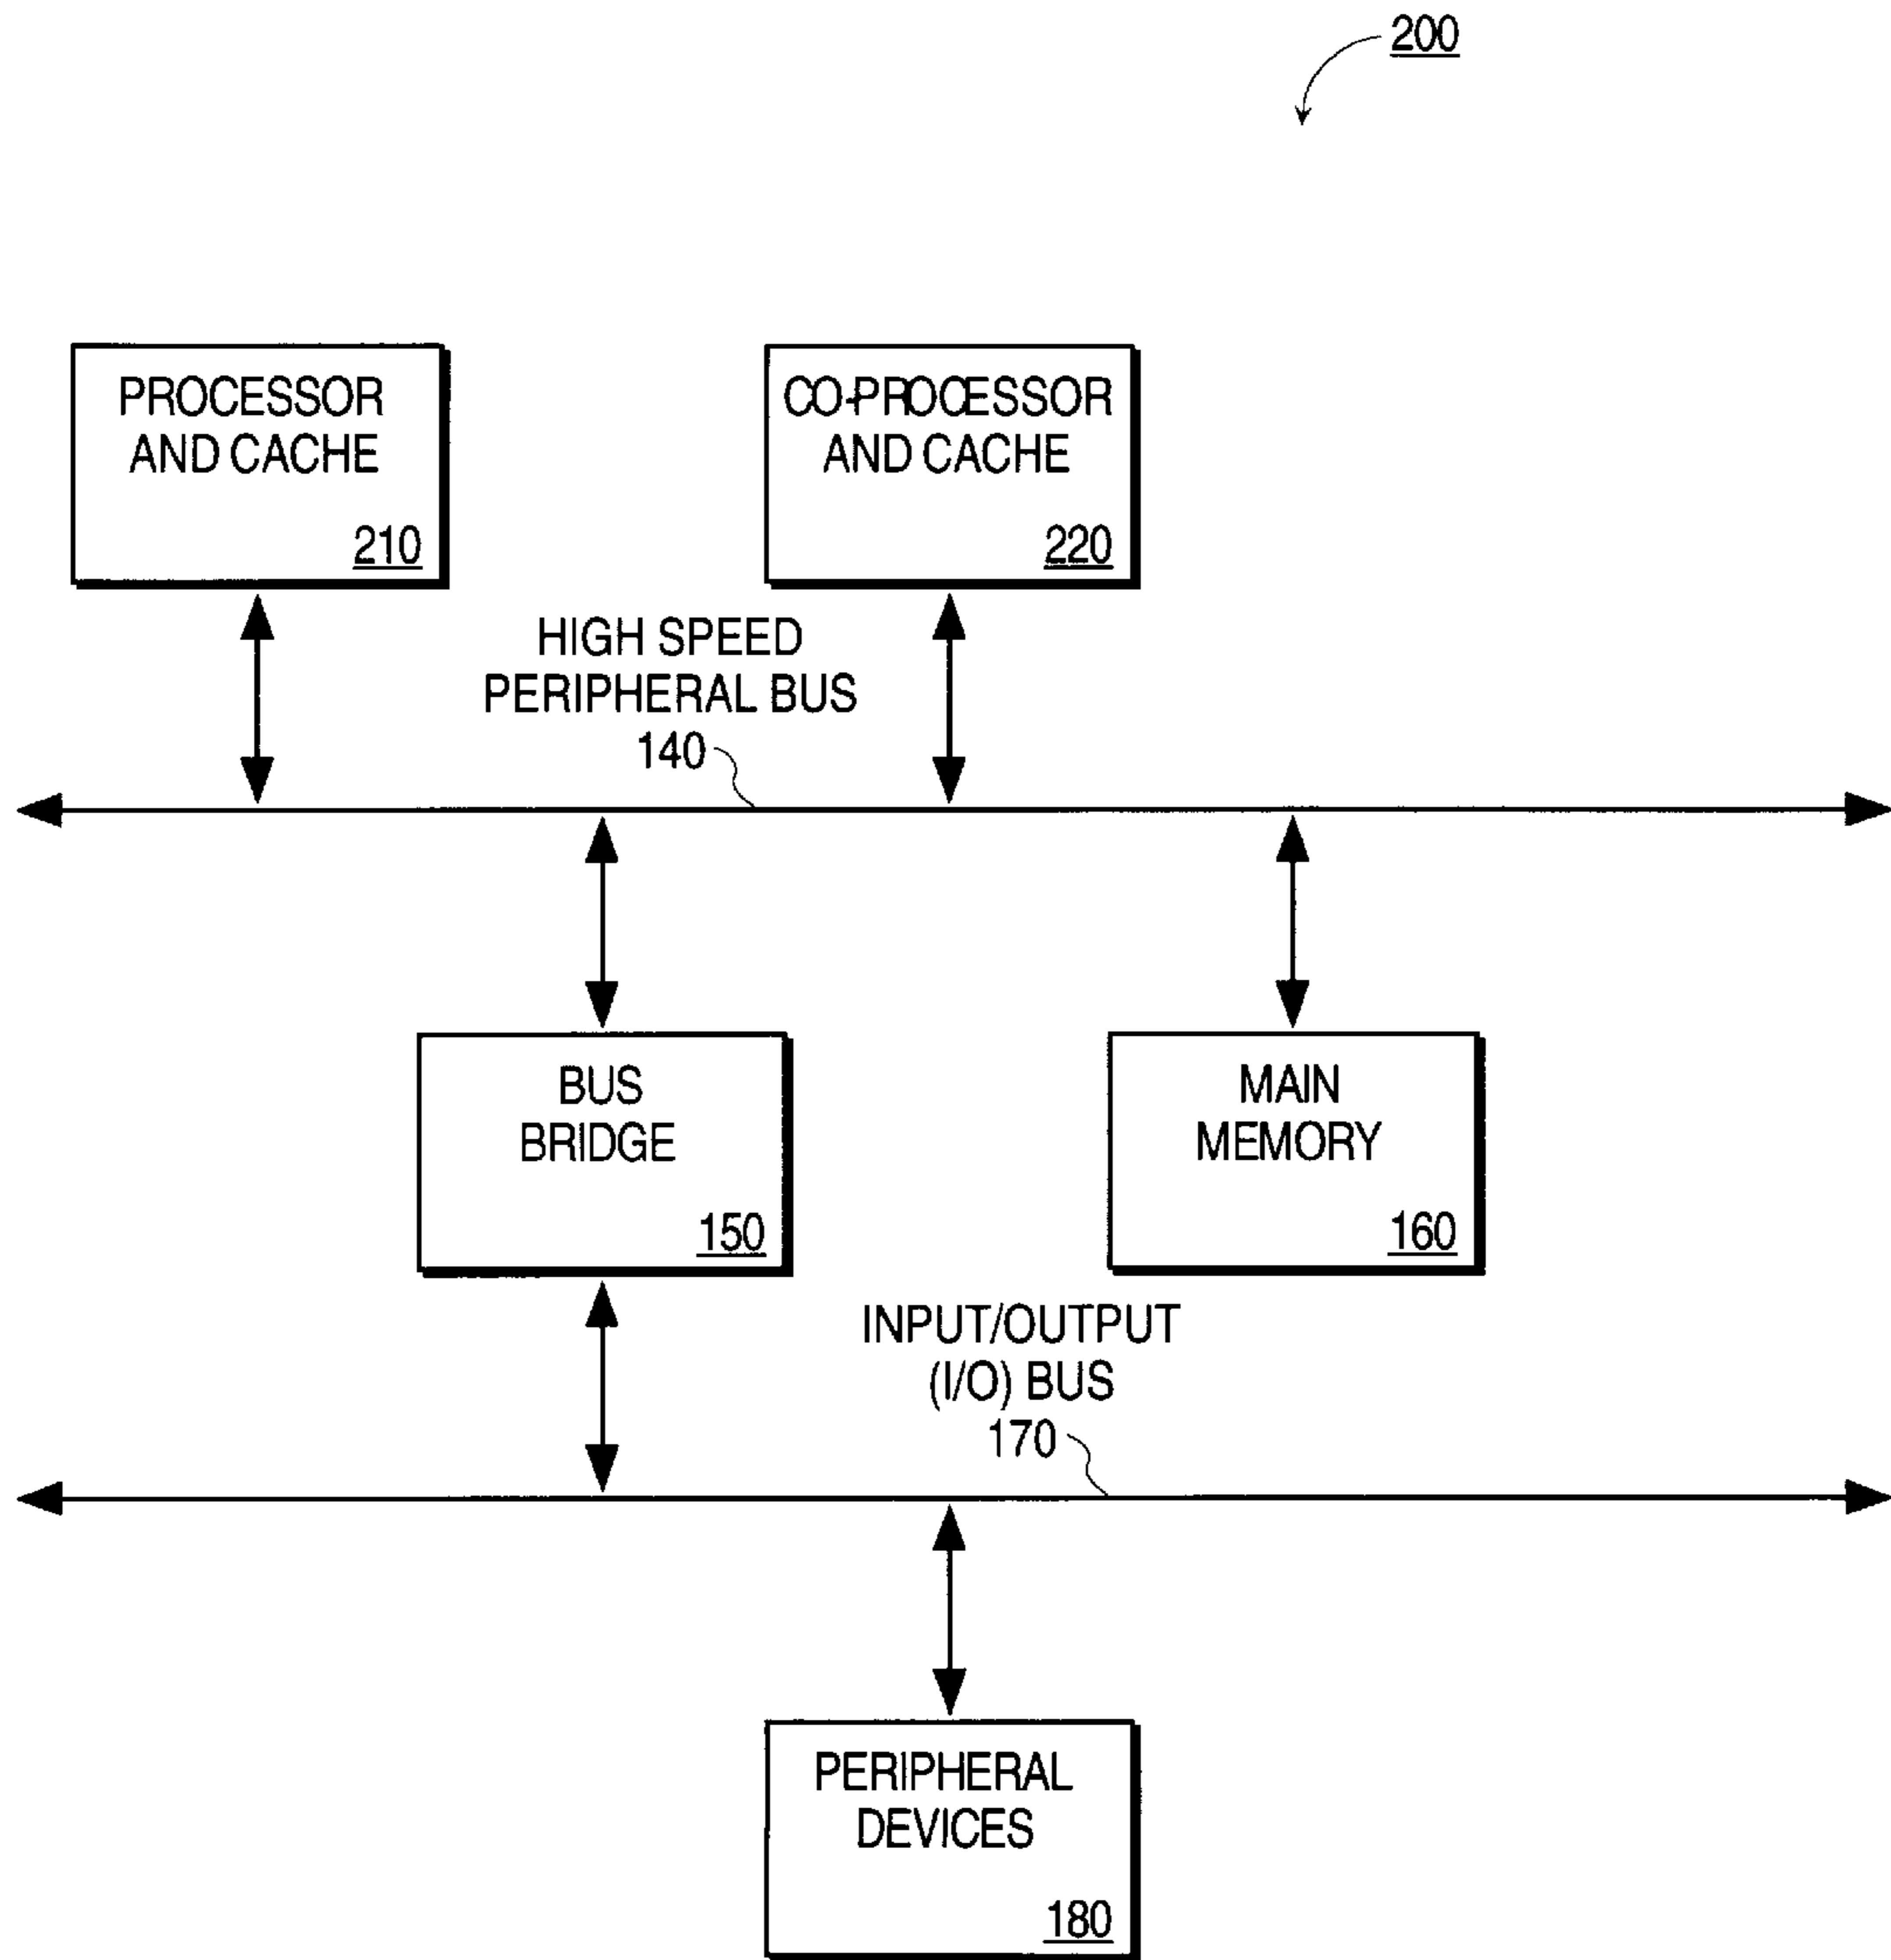 200
PROCESSOR
AND CACHE
210
CO-PROCESSOR
AND CACHE
220
HIGH SPEED
PERIPHERAL BUS
140
BUS
BRIDGE
150
MAIN
MEMORY
160
INPUT/OUTPUT
(I/O) BUS
170
PERIPHERAL
DEVICES
180